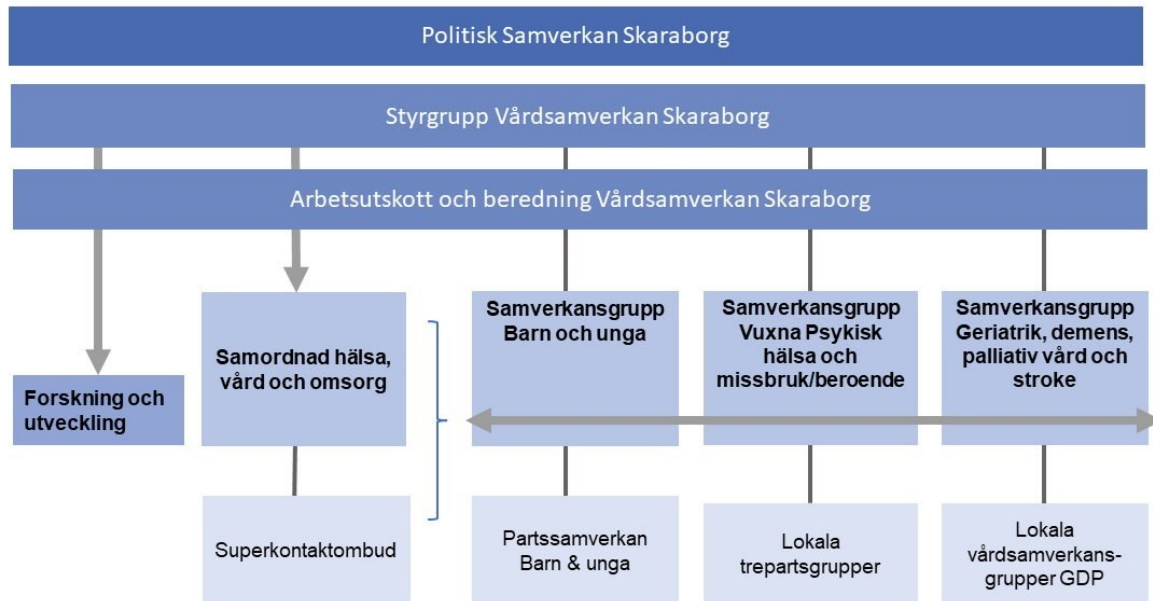 Politisk Samverkan Skaraborg
Styrgrupp Vårdsamverkan Skaraborg
Arbetsutskott och beredning Vårdsamverkan Skaraborg
Forskning och
utveckling
Samordnad hälsa,
vård och omsorg
Samverkansgrupp
Barn och unga
Samverkansgrupp
Vuxna Psykisk
hälsa och
missbruk/beroende
Samverkansgrupp
Geriatrik, demens,
palliativ vård och
stroke
Superkontaktombud
Partssamverkan
Barn & unga
Lokala
trepartsgrupper
Lokala
vårdsamverkans-
grupper GDP